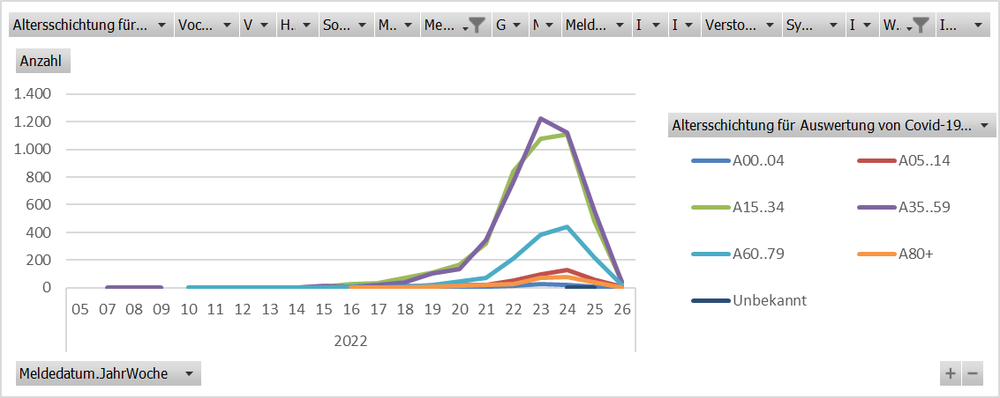 Altersschichtung für... Voc... V H.. So... M.. Me... G M Meld... I I Versto... Sy... I W.. I...
Anzahl
1.400
1.200
1.000
800
600
400
200
0
05 07 08 09 10 11 12 13 14 15 16 17 18 19 20 21 22 23 24 25 26
2022
Altersschichtung für Auswertung von Covid-19...
A00..04 A05..14
A15..34 A35..59
A60..79 A80+
Unbekannt
Meldedatum.JahrWoche
+ −